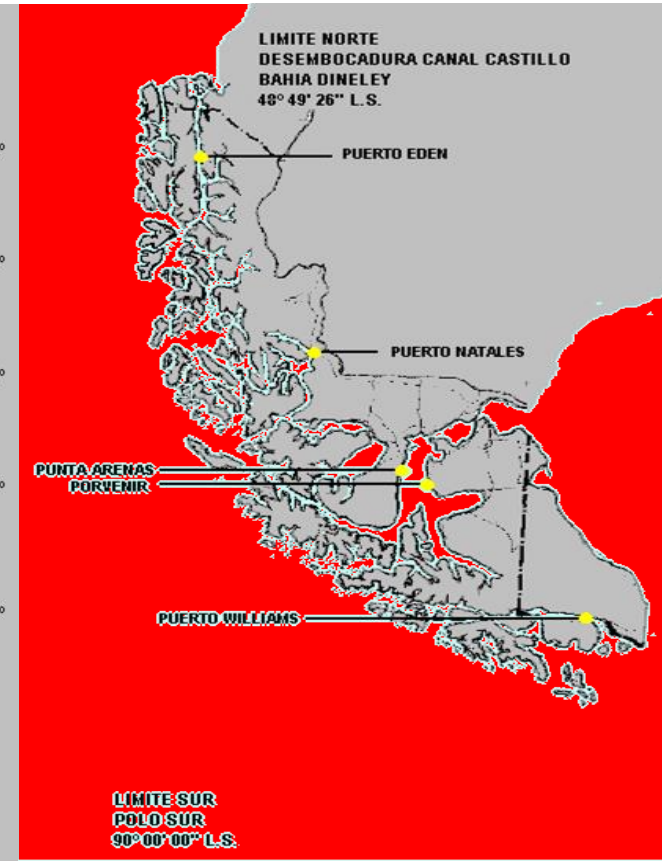 LIMITE NORTE
DESEMBOCADURA CANAL CASTILLO
BAHIA DINELEY
48° 49' 26" L.S.
PUERTO EDEN
PUERTO NATALES
PUNTA ARENAS
PORVENIR
PUERTO WILLIAMS
LIMITE SUR
POLO SUR
90° 00' 00" L.S.